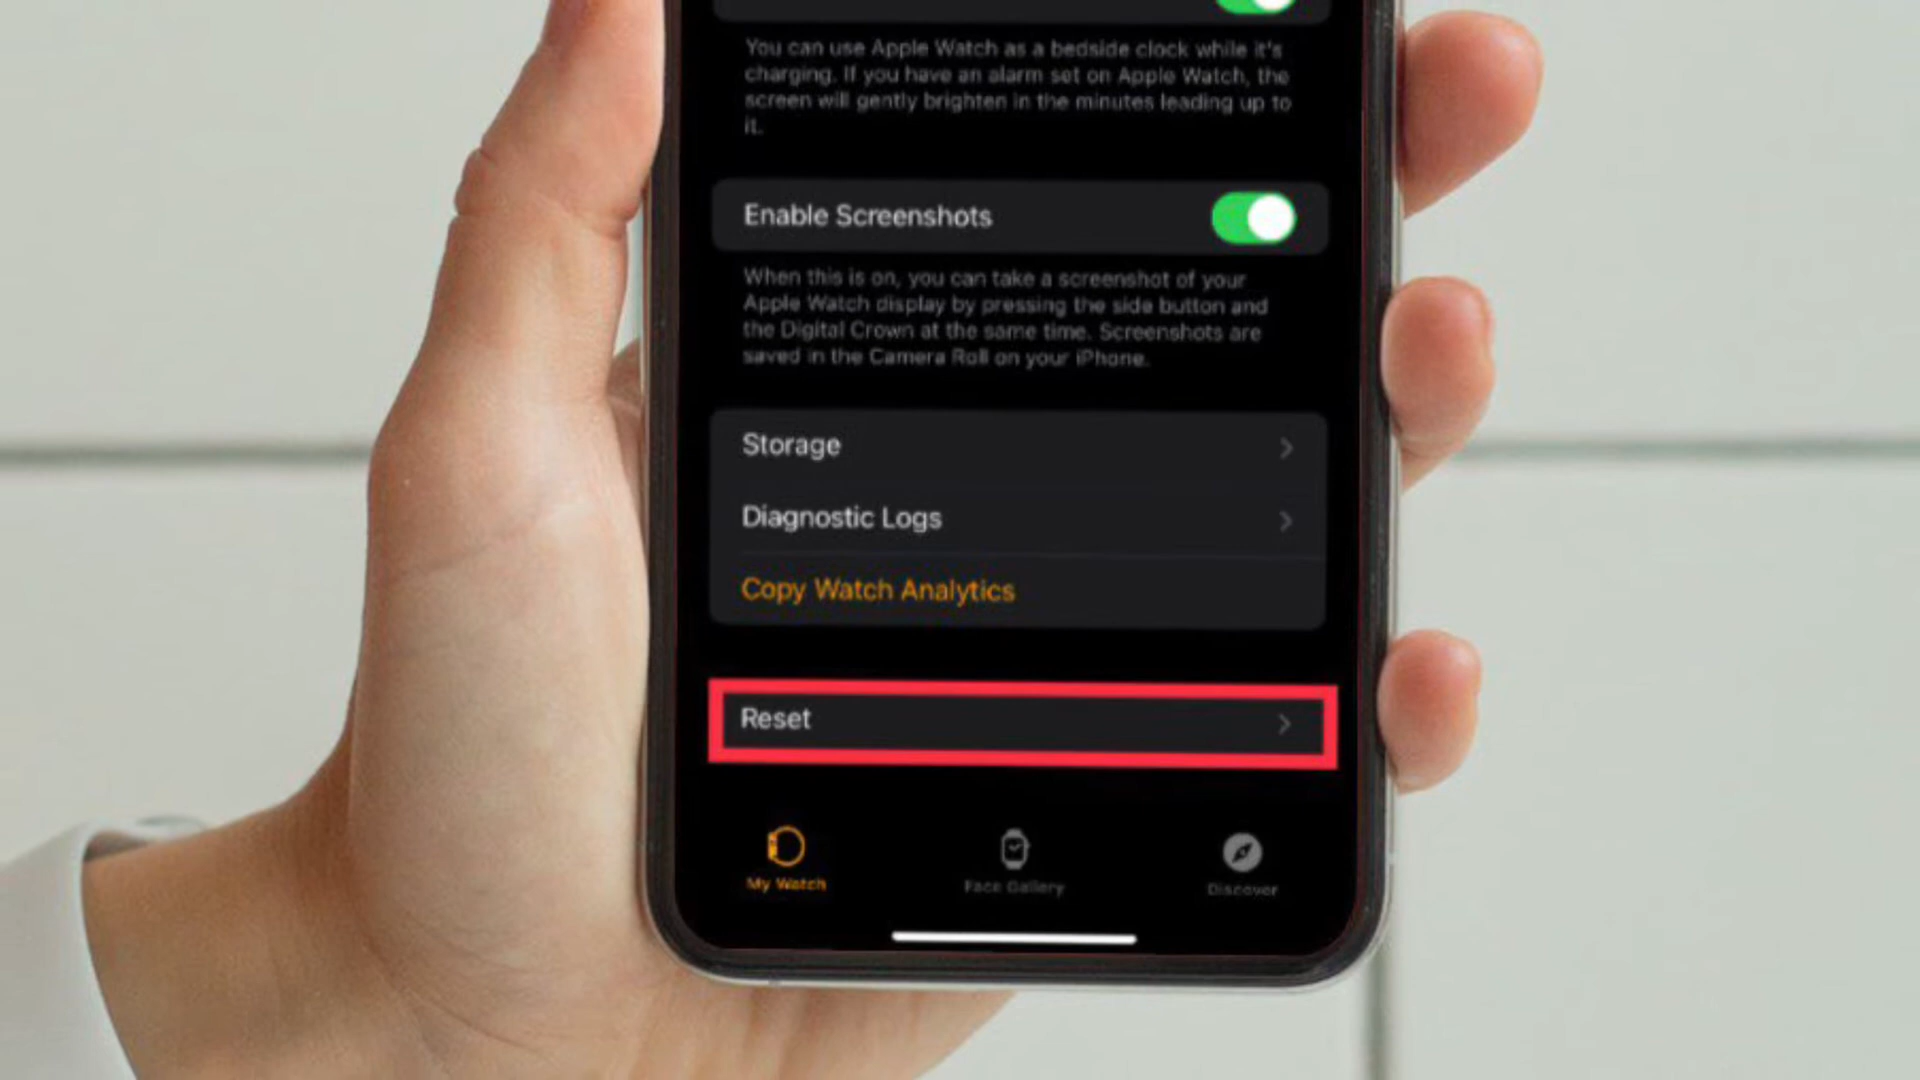 You can use Apple Watch as a bedside clock while it's
charging. If you have an alarm set on Apple Watch, the
screen will gently brighten in the minutes leading up to
it.
Enable Screenshots
When this is on, you can take a screenshot of your
Apple Watch display by pressing the side button and
the Digital Crown at the same time. Screenshots are
saved in the Camera Roll on your iPhone.
Storage
Diagnostic Logs
Copy Watch Analytics
Reset
My Watch
Face Gallery
Discover